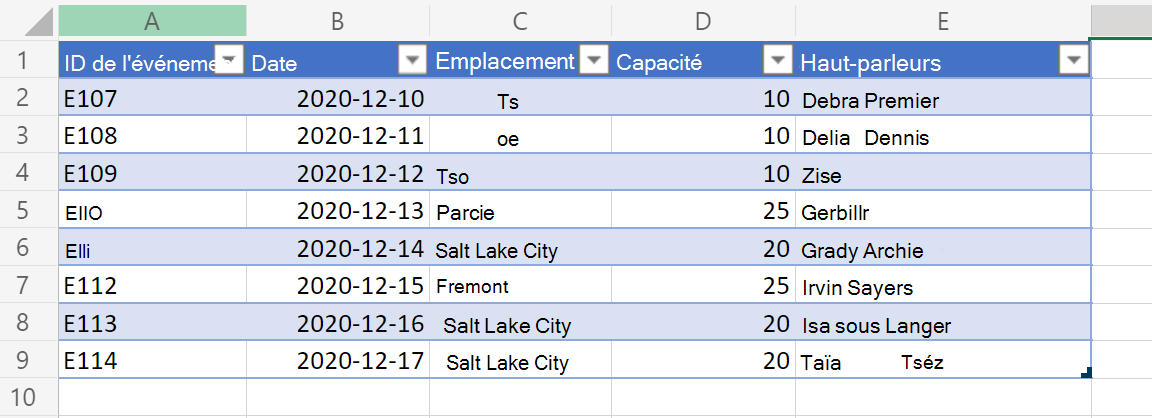 A B C D E
1 ID de l'événeme Date Emplacement Capacité Haut-parleurs
2 E107 2020-12-10 Ts 10 Debra Premier
3 E108 2020-12-11 oe 10 Delia Dennis
4 E109 2020-12-12 Tso 10 Zise
5 EIIO 2020-12-13 Parcie 25 Gerbillr
6 Elli 2020-12-14 Salt Lake City 20 Grady Archie
7 E112 2020-12-15 Fremont 25 Irvin Sayers
8 E113 2020-12-16 Salt Lake City 20 Isa sous Langer
9 E114 2020-12-17 Salt Lake City 20 Taïa Tséz
10